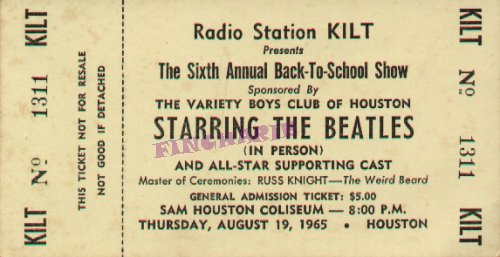 KILT
Nº 1311
KILT
THIS TICKET NOT FOR RESALE
NOT GOOD IF DETACHED
Radio Station KILT
Presents
The Sixth Annual Back-To-School Show
Sponsored By
THE VARIETY BOYS CLUB OF HOUSTON
STARRING THE BEATLES
(IN PERSON)
AND ALL-STAR SUPPORTING CAST
Master of Ceremonies: RUSS KNIGHT—The Weird Beard
GENERAL ADMISSION TICKET: $5.00
SAM HOUSTON COLISEUM – 8:00 P.M.
THURSDAY, AUGUST 19, 1965 • HOUSTON
KILT
Nº 1311
KILT